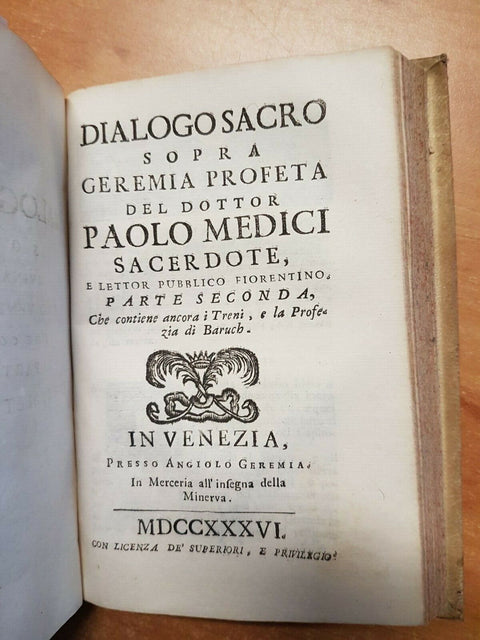 DIALOGO SACRO
SOPRA
GEREMIA PROFETA
DEL DOTTOR
PAOLO MEDICI
SACERDOTE,
E LETTOR PUBBLICO FIORENTINO.
PARTE SECONDA,
Che contiene ancora i Treni, e la Profe-
zia di Baruch.
IN VENEZIA,
PRESSO ANGIOLO GEREMIA.
In Merceria all' insegna della
Minerva.
MDCCXXXVI.
CON LICENZA DE' SUPERIORI, E PRIVILEGIO.